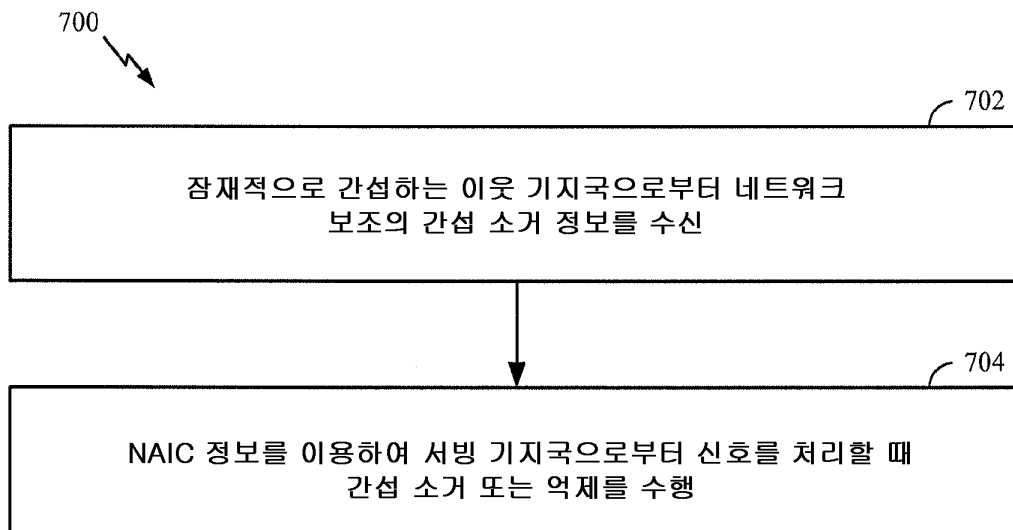 700
702
잠재적으로 간섭하는 이웃 기지국으로부터 네트워크
보조의 간섭 소거 정보를 수신
704
NAIC 정보를 이용하여 서빙 기지국으로부터 신호를 처리할 때
간섭 소거 또는 억제를 수행